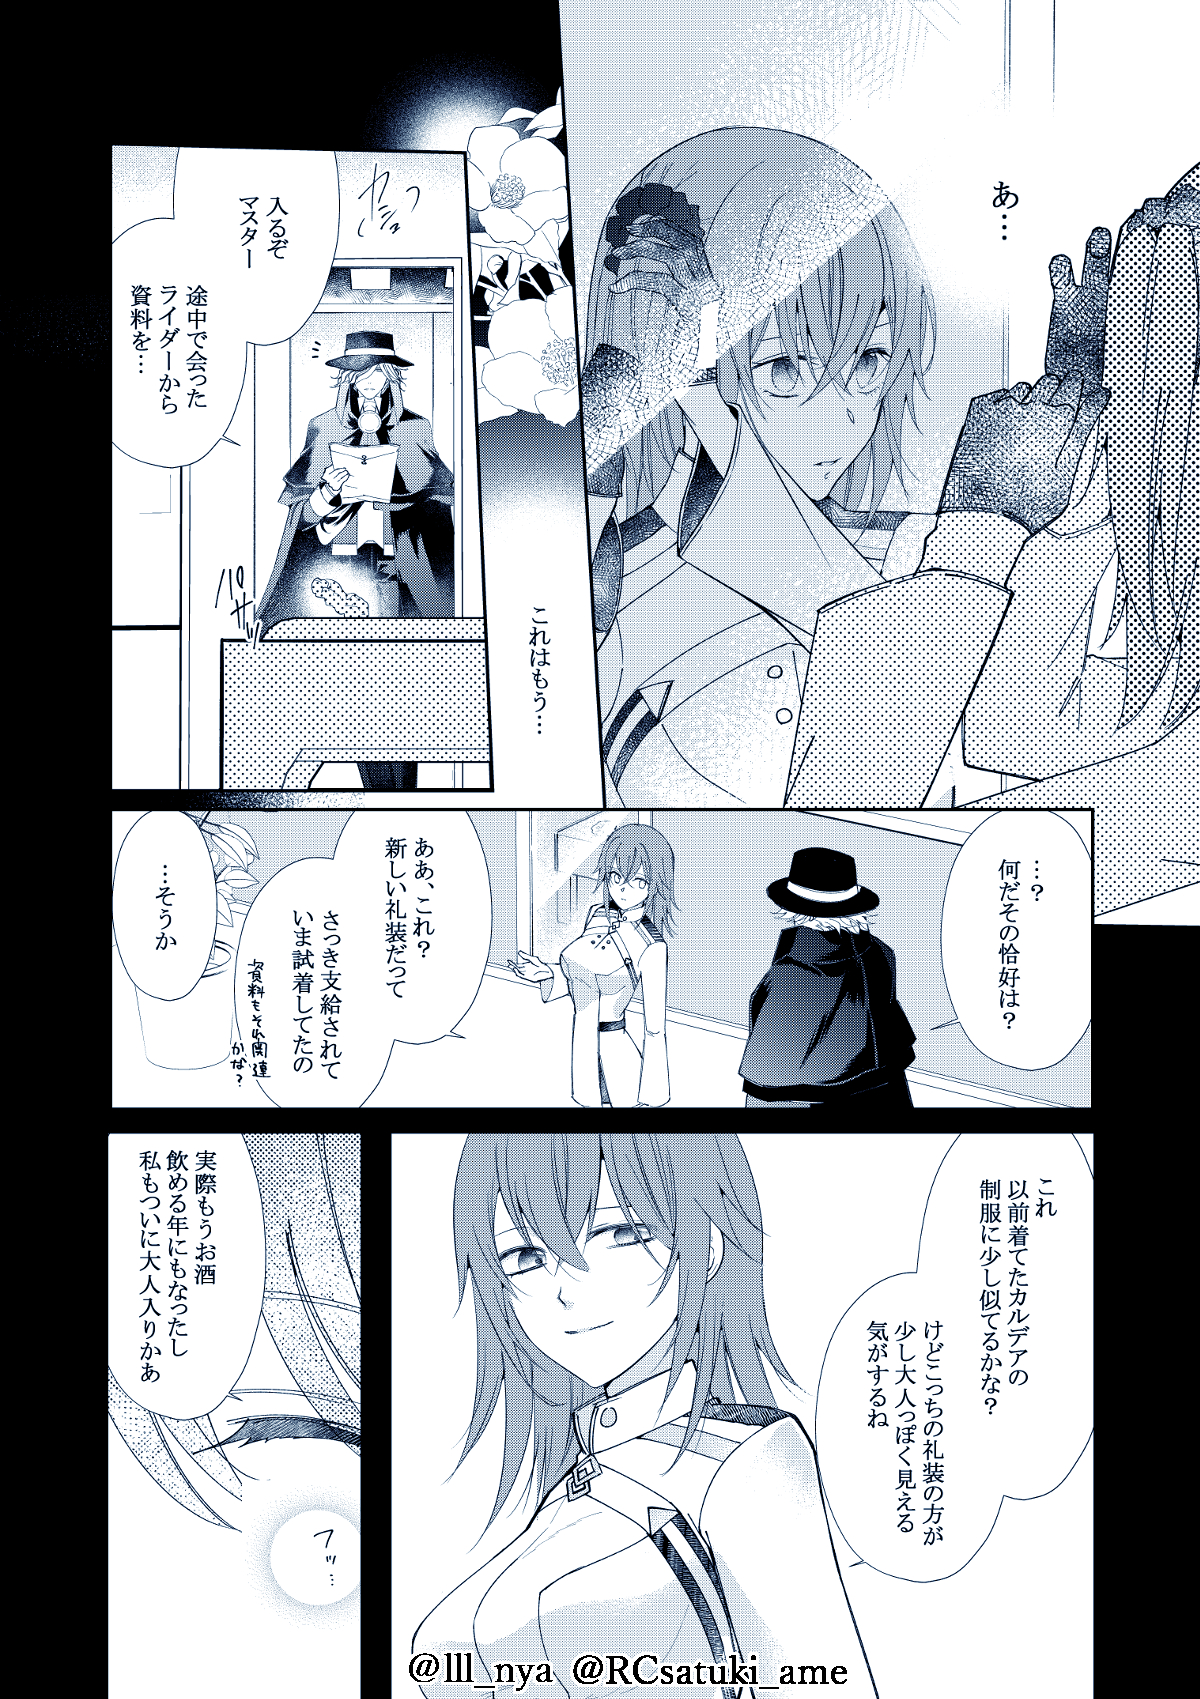 あ…
これはもう…
カシュッ
入るぞ
マスター
途中で会った
ライダーから
資料を…
パサッ
…？
何だその恰好は？
ああ、これ？
新しい礼装だって
さっき支給されて
いま試着してたの
資料もそれ関連
かな？
…そうか
これ
以前着てたカルデアの
制服に少し似てるかな？
けどこっちの礼装の方が
少し大人っぽく見える
気がするね
実際もうお酒
飲める年にもなったし
私もついに大人入りかあ
フッ…
@lll_nya @RCsatuki_ame